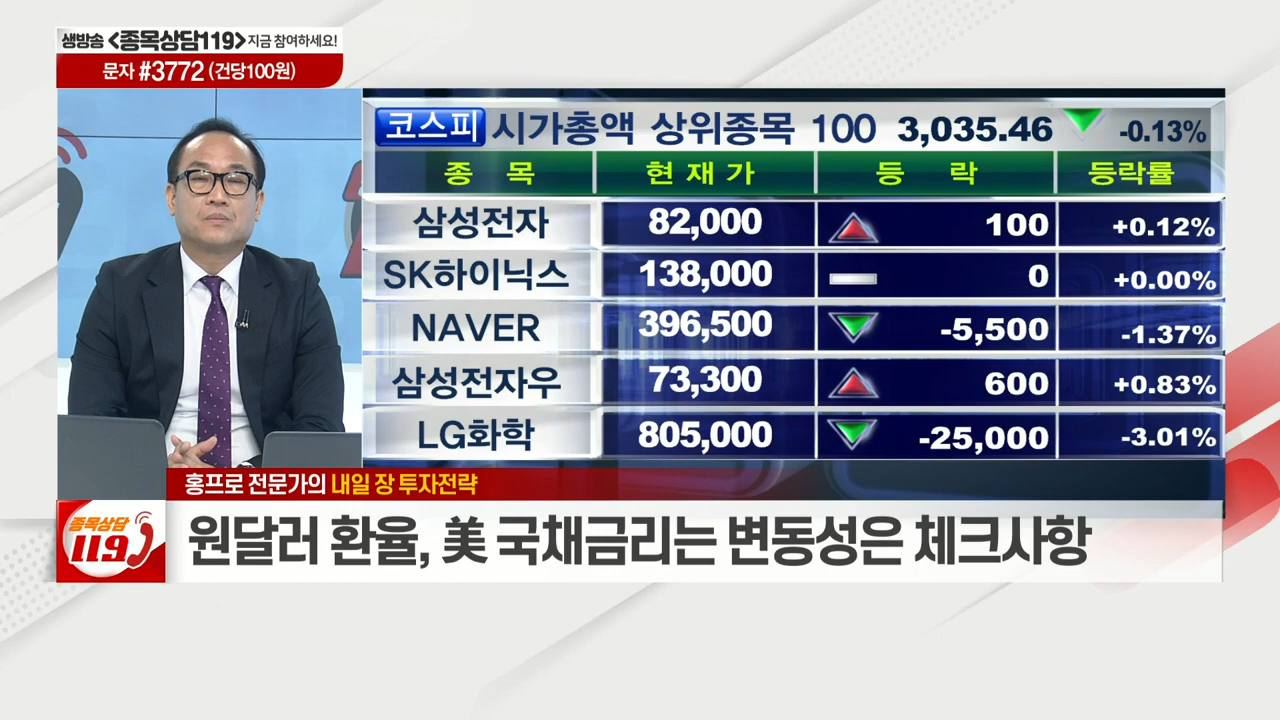 생방송 <종목상담119> 지금 참여하세요!
문자 #3772 (건당100원)
코스피 시가총액 상위종목 100 3,035.46 -0.13%
종 목 현 재 가 등 락 등락률
삼성전자 82,000 100 +0.12%
SK하이닉스 138,000 0 +0.00%
NAVER 396,500 -5,500 -1.37%
삼성전자우 73,300 600 +0.83%
LG화학 805,000 -25,000 -3.01%
홍프로 전문가의 내일 장 투자전략
종목상담
119
원달러 환율, 美 국채금리는 변동성은 체크사항